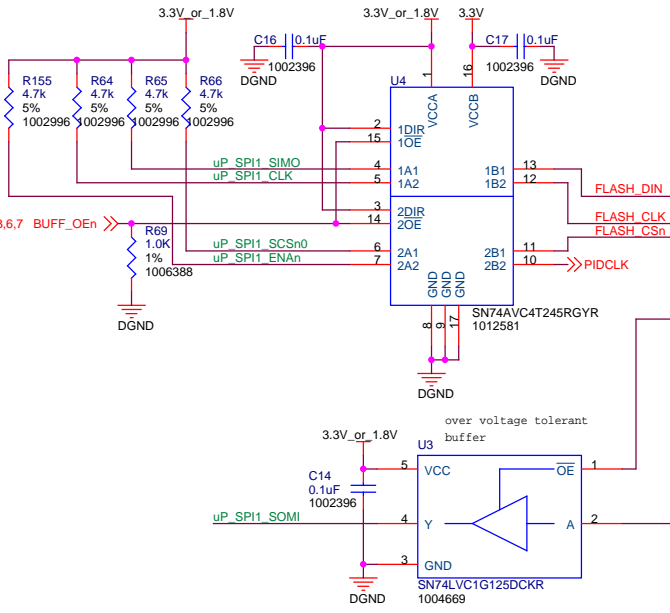 3.3V_or_1.8V
3.3V_or_1.8V
3.3V
C16
0.1uF
1002396
DGND
C17
0.1uF
1002396
DGND
R155
4.7k
5%
1002996
R64
4.7k
5%
1002996
R65
4.7k
5%
1002996
R66
4.7k
5%
1002996
U4
1
VCCA
16
VCCB
2
1DIR
15
1OE
uP_SPI1_SIMO
4
1A1
1B1
13
uP_SPI1_CLK
5
1A2
1B2
12
FLASH_DIN
3
2DIR
3,6,7 BUFF_OEn
14
2OE
FLASH_CLK
FLASH_CSn
R69
1.0K
1%
1006388
DGND
uP_SPI1_SCSn0
6
2A1
2B1
11
uP_SPI1_ENAn
7
2A2
2B2
10
PIDCLK
GND
GND
GND
8
9
17
SN74AVC4T245RGYR
1012581
DGND
over voltage tolerant
buffer
3.3V_or_1.8V
U3
5
VCC
OE
1
C14
0.1uF
1002396
uP_SPI1_SOMI
4
Y
A
2
3
GND
DGND
SN74LVC1G125DCKR
1004669